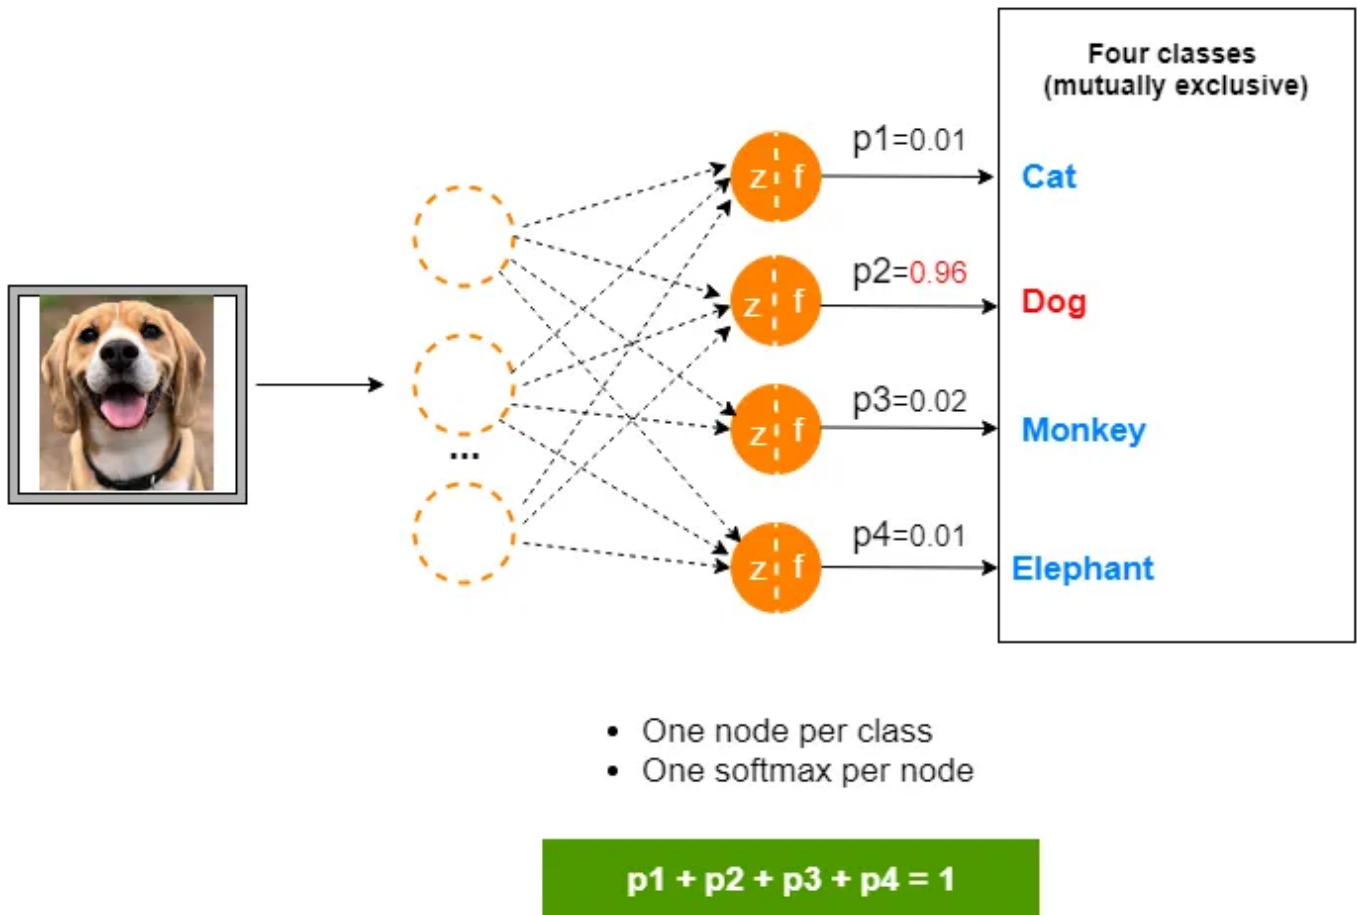 Four classes
(mutually exclusive)
p1=0.01
z f
Cat
p2=0.96
z f
Dog
p3=0.02
z f
Monkey
...
p4=0.01
z f
Elephant
• One node per class
• One softmax per node
p1 + p2 + p3 + p4 = 1